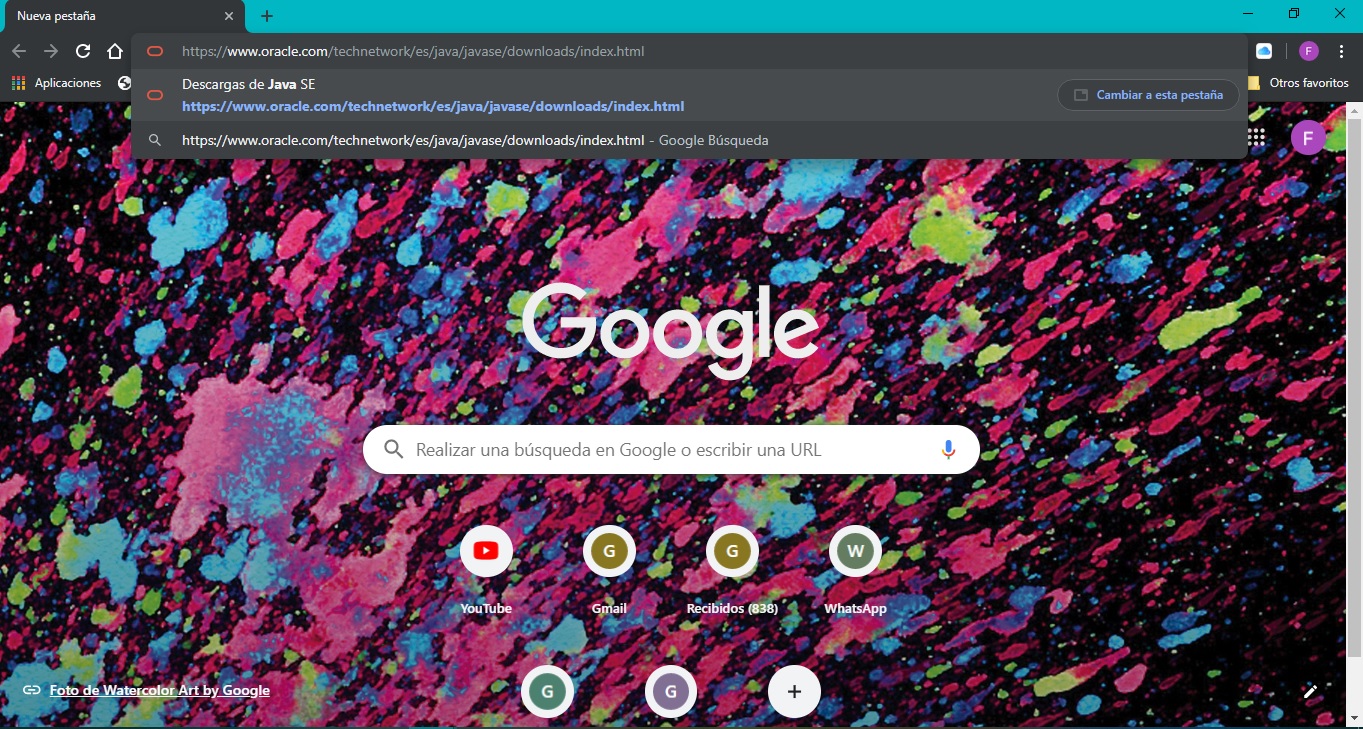 Nueva pestaña
https://www.oracle.com/technetwork/es/java/javase/downloads/index.html
Aplicaciones
Otros favoritos
Descargas de Java SE
https://www.oracle.com/technetwork/es/java/javase/downloads/index.html
Cambiar a esta pestaña
https://www.oracle.com/technetwork/es/java/javase/downloads/index.html - Google Búsqueda
F
F
Google
Realizar una búsqueda en Google o escribir una URL
G
G
W
YouTube
Gmail
Recibidos (838)
WhatsApp
G
G
Foto de Watercolor Art by Google